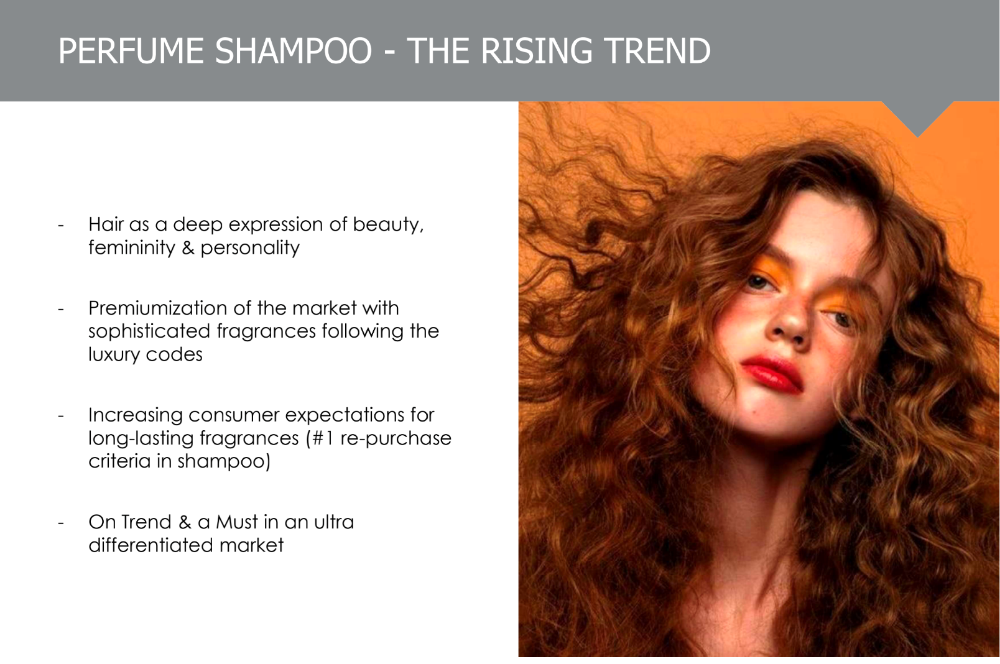 PERFUME SHAMPOO - THE RISING TREND
- Hair as a deep expression of beauty,
femininity & personality
- Premiumization of the market with
sophisticated fragrances following the
luxury codes
- Increasing consumer expectations for
long-lasting fragrances (#1 re-purchase
criteria in shampoo)
- On Trend & a Must in an ultra
differentiated market